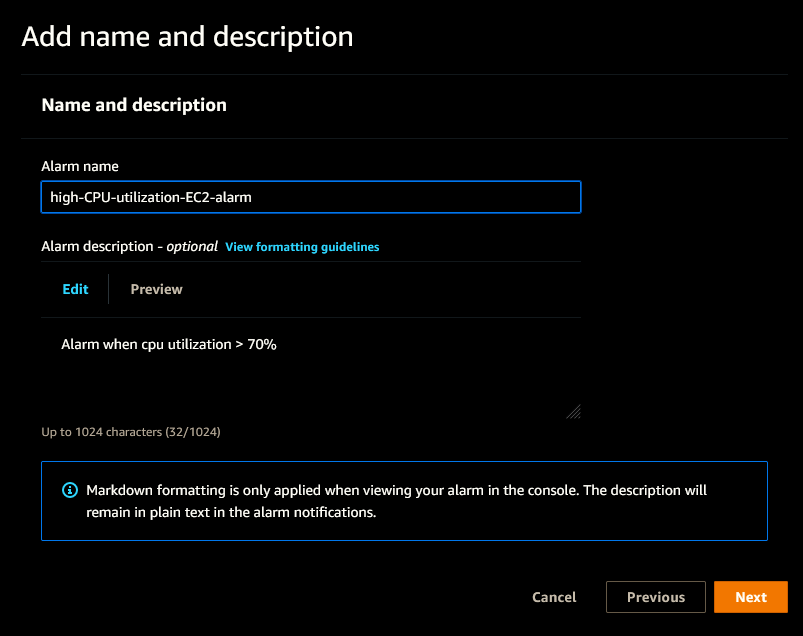 Add name and description
Name and description
Alarm name
high-CPU-utilization-EC2-alarm
Alarm description - optional View formatting guidelines
Edit Preview
Alarm when cpu utilization > 70%
Up to 1024 characters (32/1024)
Markdown formatting is only applied when viewing your alarm in the console. The description will
remain in plain text in the alarm notifications.
Cancel Previous Next